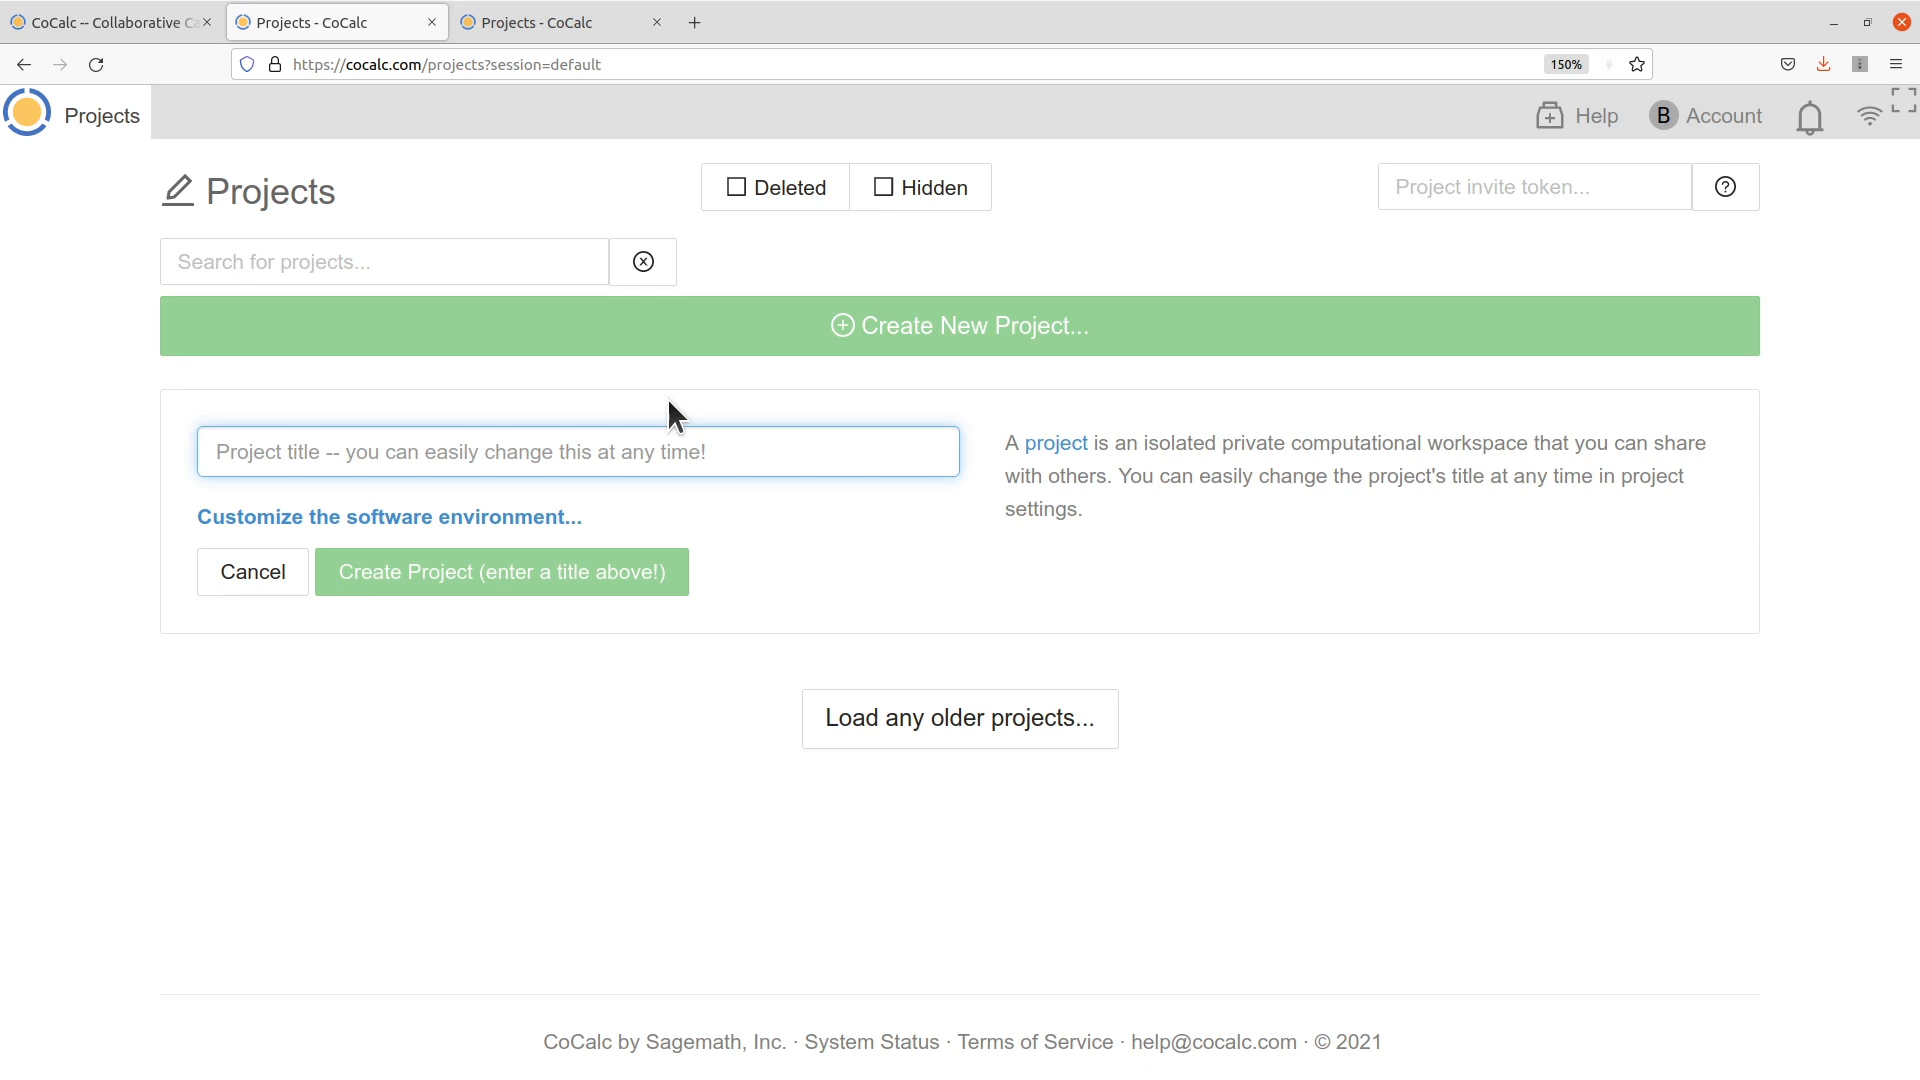 CoCalc -- Collaborative Ca
Projects - CoCalc
Projects - CoCalc
https://cocalc.com/projects?session=default
150%
Projects
Help
B Account
Projects
Deleted
Hidden
Project invite token...
Search for projects...
Create New Project...
Project title -- you can easily change this at any time!
A project is an isolated private computational workspace that you can share
with others. You can easily change the project's title at any time in project
settings.
Customize the software environment...
Cancel
Create Project (enter a title above!)
Load any older projects...
CoCalc by Sagemath, Inc. · System Status · Terms of Service · help@cocalc.com · © 2021